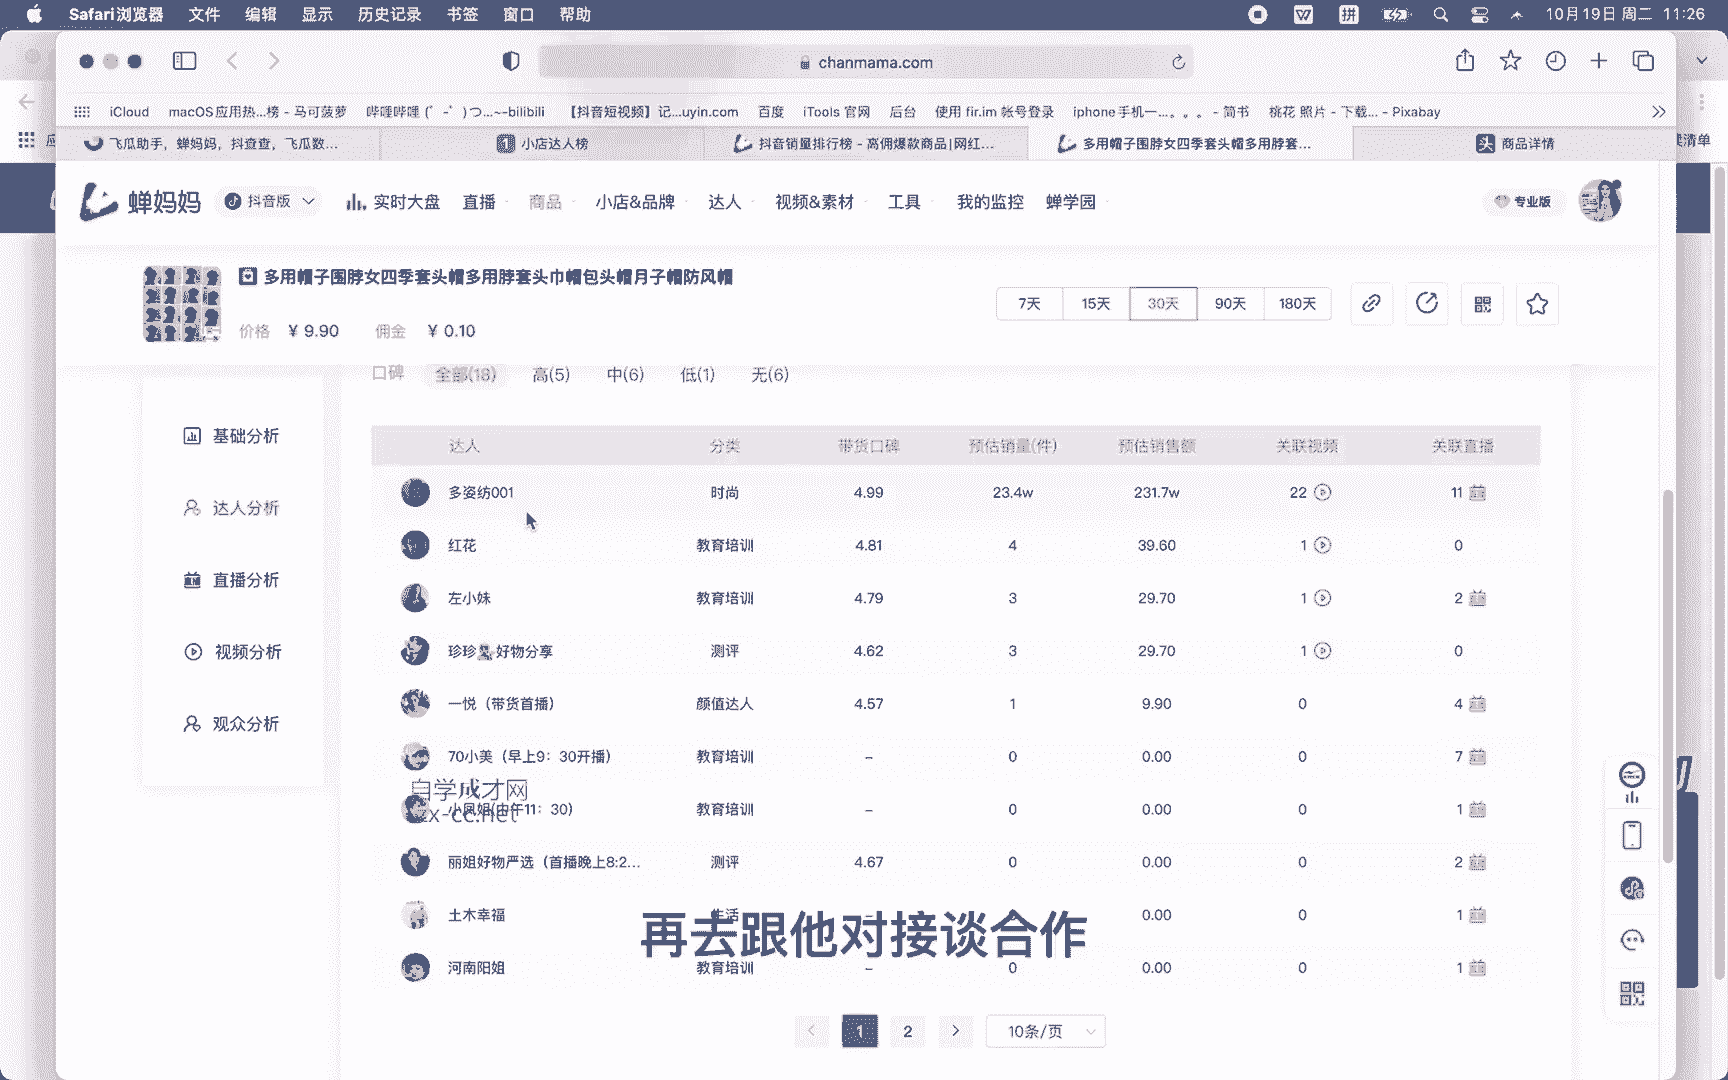 Safari浏览器 文件 编辑 显示 历史记录 书签 窗口 帮助 10月19日 周二 11:26
chanmama.com
iCloud macOS应用热...榜 - 马可菠萝 哔哩哔哩 (゜-゜)つ...~-bilibili 【抖音短视频】记...uyin.com 百度 iTools 官网 后台 使用 fir.im 帐号登录 iphone手机一...。。。 - 简书 桃花 照片 - 下载... - Pixabay
飞瓜助手，蝉妈妈，抖查查，飞瓜数... 小店达人榜 抖音销量排行榜 - 高佣爆款商品|网红... 多用帽子围脖女四季套头帽多用脖套... 商品详情 清单
蝉妈妈 抖音版 实时大盘 直播 商品 小店&品牌 达人 视频&素材 工具 我的监控 蝉学园 专业版
多用帽子围脖女四季套头帽多用脖套头巾帽包头帽月子帽防风帽
价格 ¥ 9.90 佣金 ¥ 0.10
7天 15天 30天 90天 180天
口碑 全部(18) 高(5) 中(6) 低(1) 无(6)
基础分析
达人分析
直播分析
视频分析
观众分析
达人 分类 带货口碑 预估销量(件) 预估销售额 关联视频 关联直播
多姿纺001 时尚 4.99 23.4w 231.7w 22 11
红花 教育培训 4.81 4 39.60 1 0
左小妹 教育培训 4.79 3 29.70 1 2
珍珍 好物分享 测评 4.62 3 29.70 1 0
一悦（带货首播） 颜值达人 4.57 1 9.90 0 4
70小美（早上9：30开播） 教育培训 – 0 0.00 0 7
自学成才网
小凤姐(中午11：30) 教育培训 – 0 0.00 0 1
zx-cc.net
丽姐好物严选（首播晚上8:2... 测评 4.67 0 0.00 0 2
土木幸福 生活 – 0 0.00 0 1
再去跟他对接谈合作
河南阳姐 教育培训 – 0 0.00 0 1
1 2 10条/页